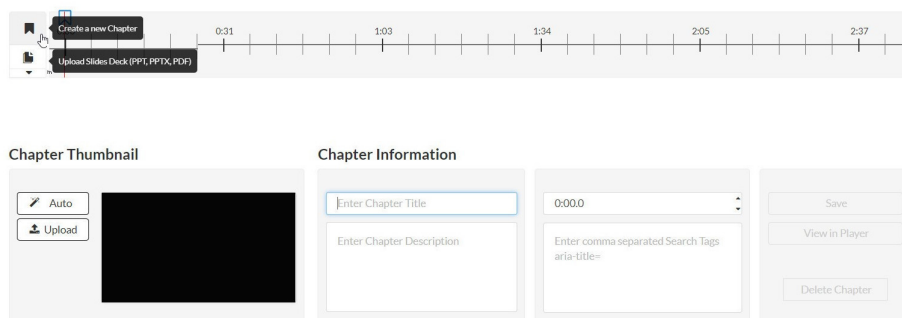 Create a new Chapter
0:31
1:03
1:34
2:05
2:37
Upload Slides Deck (PPT, PPTX, PDF)
Chapter Thumbnail
Chapter Information
Auto
Upload
Enter Chapter Title
Enter Chapter Description
0:00.0
Enter comma separated Search Tags
aria-title=
Save
View in Player
Delete Chapter